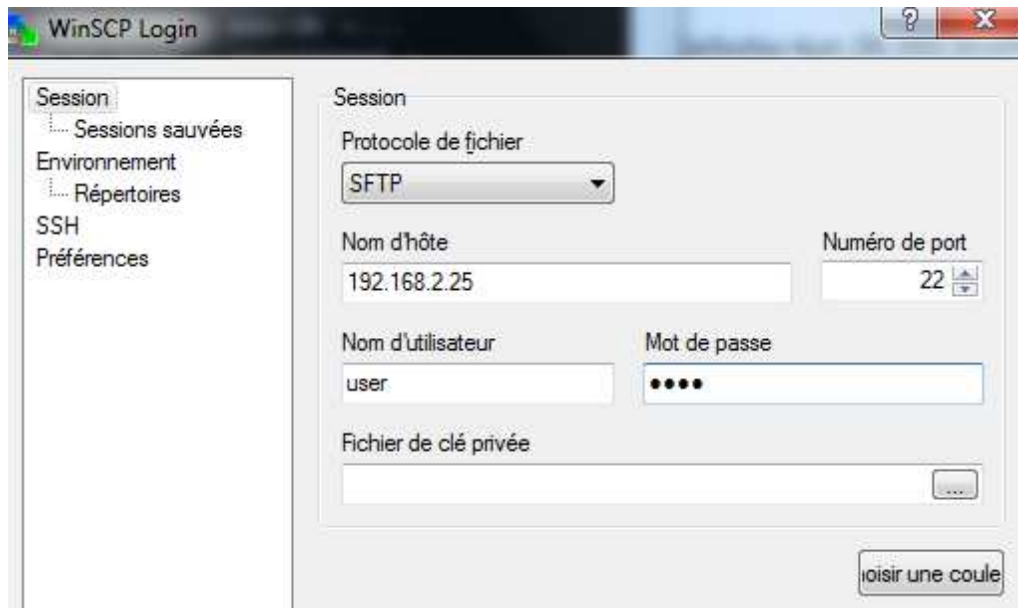 WinSCP Login
Session
Sessions sauvées
Environnement
Répertoires
SSH
Préférences
Session
Protocole de fichier
SFTP
Nom d'hôte
Numéro de port
192.168.2.25
22
Nom d'utilisateur
Mot de passe
user
••••
Fichier de clé privée
...
oisir une coule